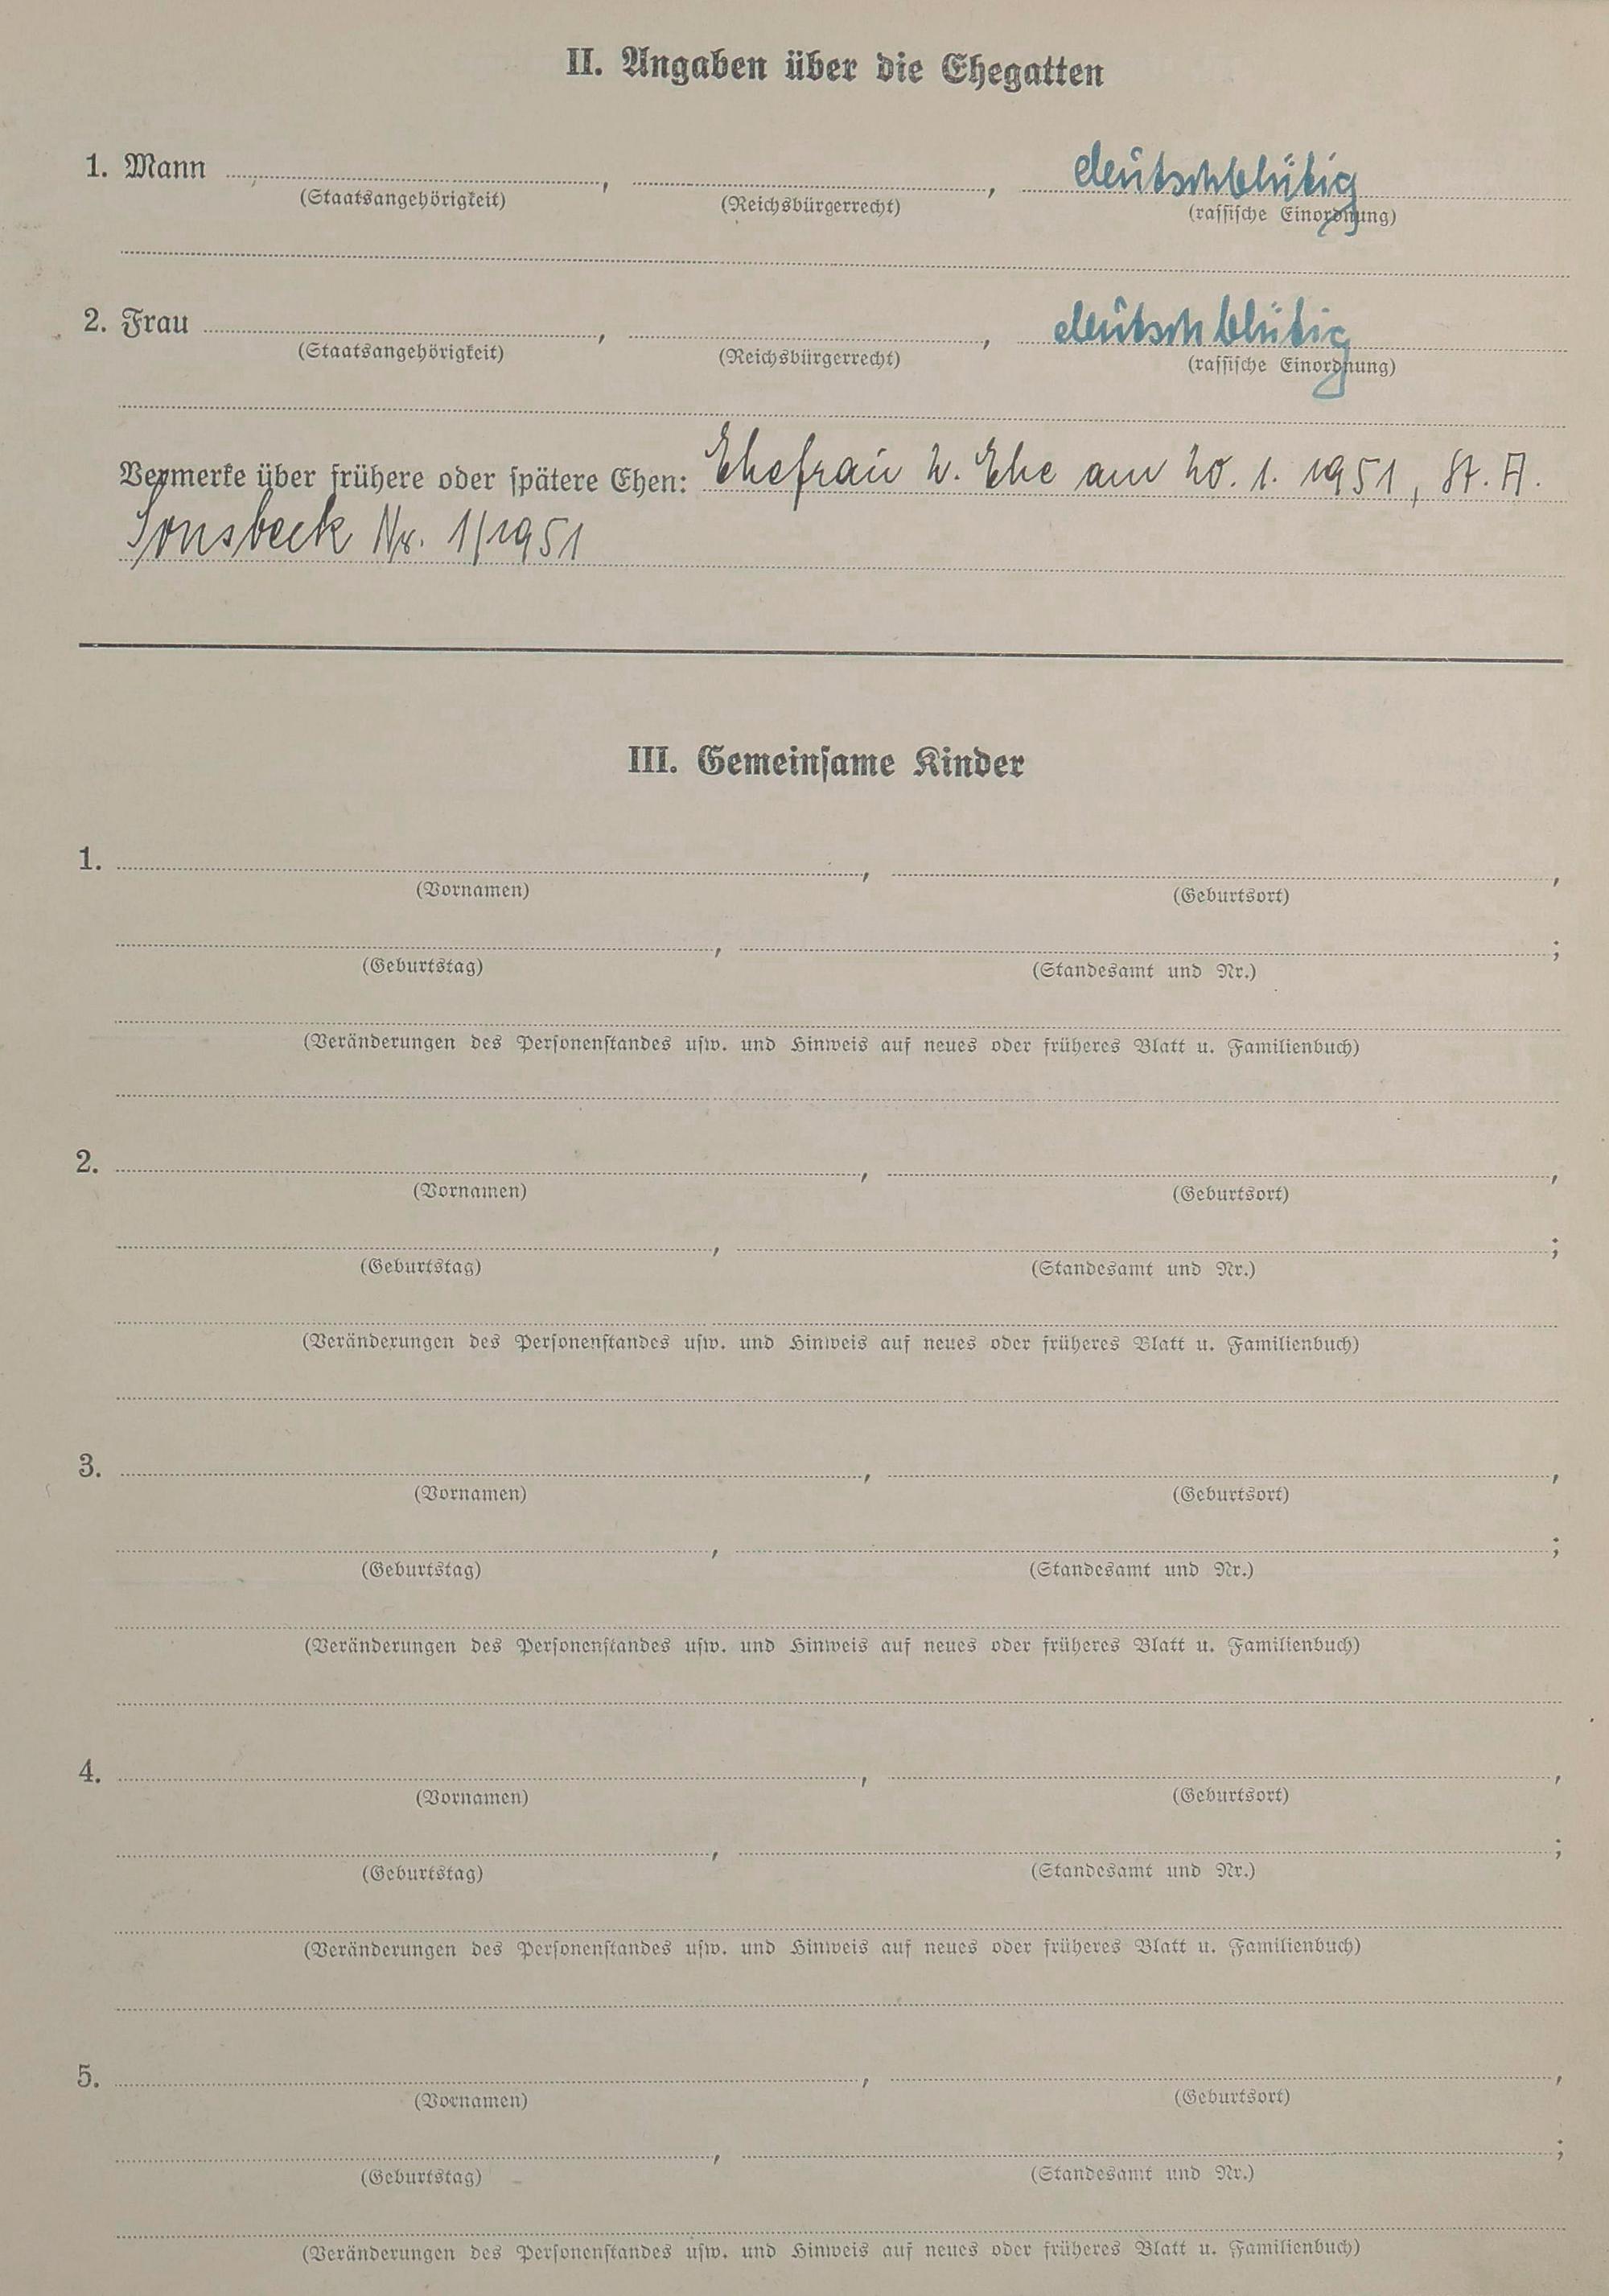 II. Angaben über die Ehegatten
1. Mann , , deutschblütig
(Staatsangehörigkeit) (Reichsbürgerrecht) (rassische Einordnung)
2. Frau , , deutschblütig
(Staatsangehörigkeit) (Reichsbürgerrecht) (rassische Einordnung)
Vermerke über frühere oder spätere Ehen: Ehefrau 2. Ehe am 20. 1. 1951, St. A.
Sonsbeck Nr. 1/1951
III. Gemeinsame Kinder
1. , ,
(Vornamen) (Geburtsort)
, ;
(Geburtstag) (Standesamt und Nr.)
(Veränderungen des Personenstandes usw. und Hinweis auf neues oder früheres Blatt u. Familienbuch)
2. , ,
(Vornamen) (Geburtsort)
, ;
(Geburtstag) (Standesamt und Nr.)
(Veränderungen des Personenstandes usw. und Hinweis auf neues oder früheres Blatt u. Familienbuch)
3. , ,
(Vornamen) (Geburtsort)
, ;
(Geburtstag) (Standesamt und Nr.)
(Veränderungen des Personenstandes usw. und Hinweis auf neues oder früheres Blatt u. Familienbuch)
4. , ,
(Vornamen) (Geburtsort)
, ;
(Geburtstag) (Standesamt und Nr.)
(Veränderungen des Personenstandes usw. und Hinweis auf neues oder früheres Blatt u. Familienbuch)
5. , ,
(Vornamen) (Geburtsort)
, ;
(Geburtstag) (Standesamt und Nr.)
(Veränderungen des Personenstandes usw. und Hinweis auf neues oder früheres Blatt u. Familienbuch)